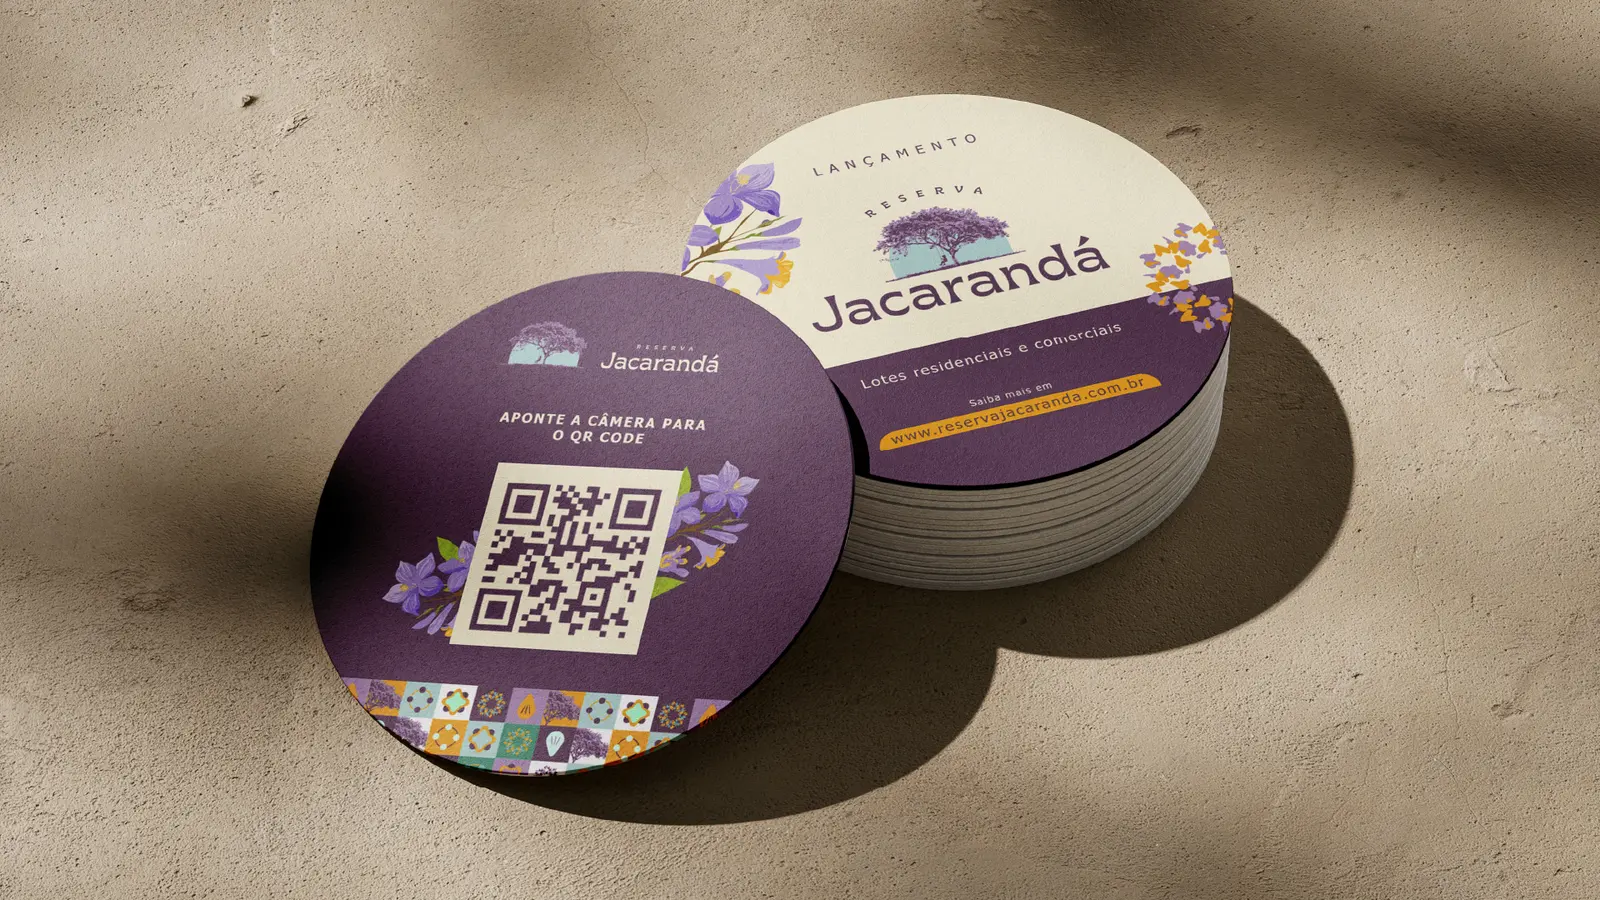 LANÇAMENTO
RESERVA
Jacarandá
Lotes residenciais e comerciais
Saiba mais em
www.reservajacaranda.com.br
RESERVA
Jacarandá
APONTE A CÂMERA PARA
O QR CODE